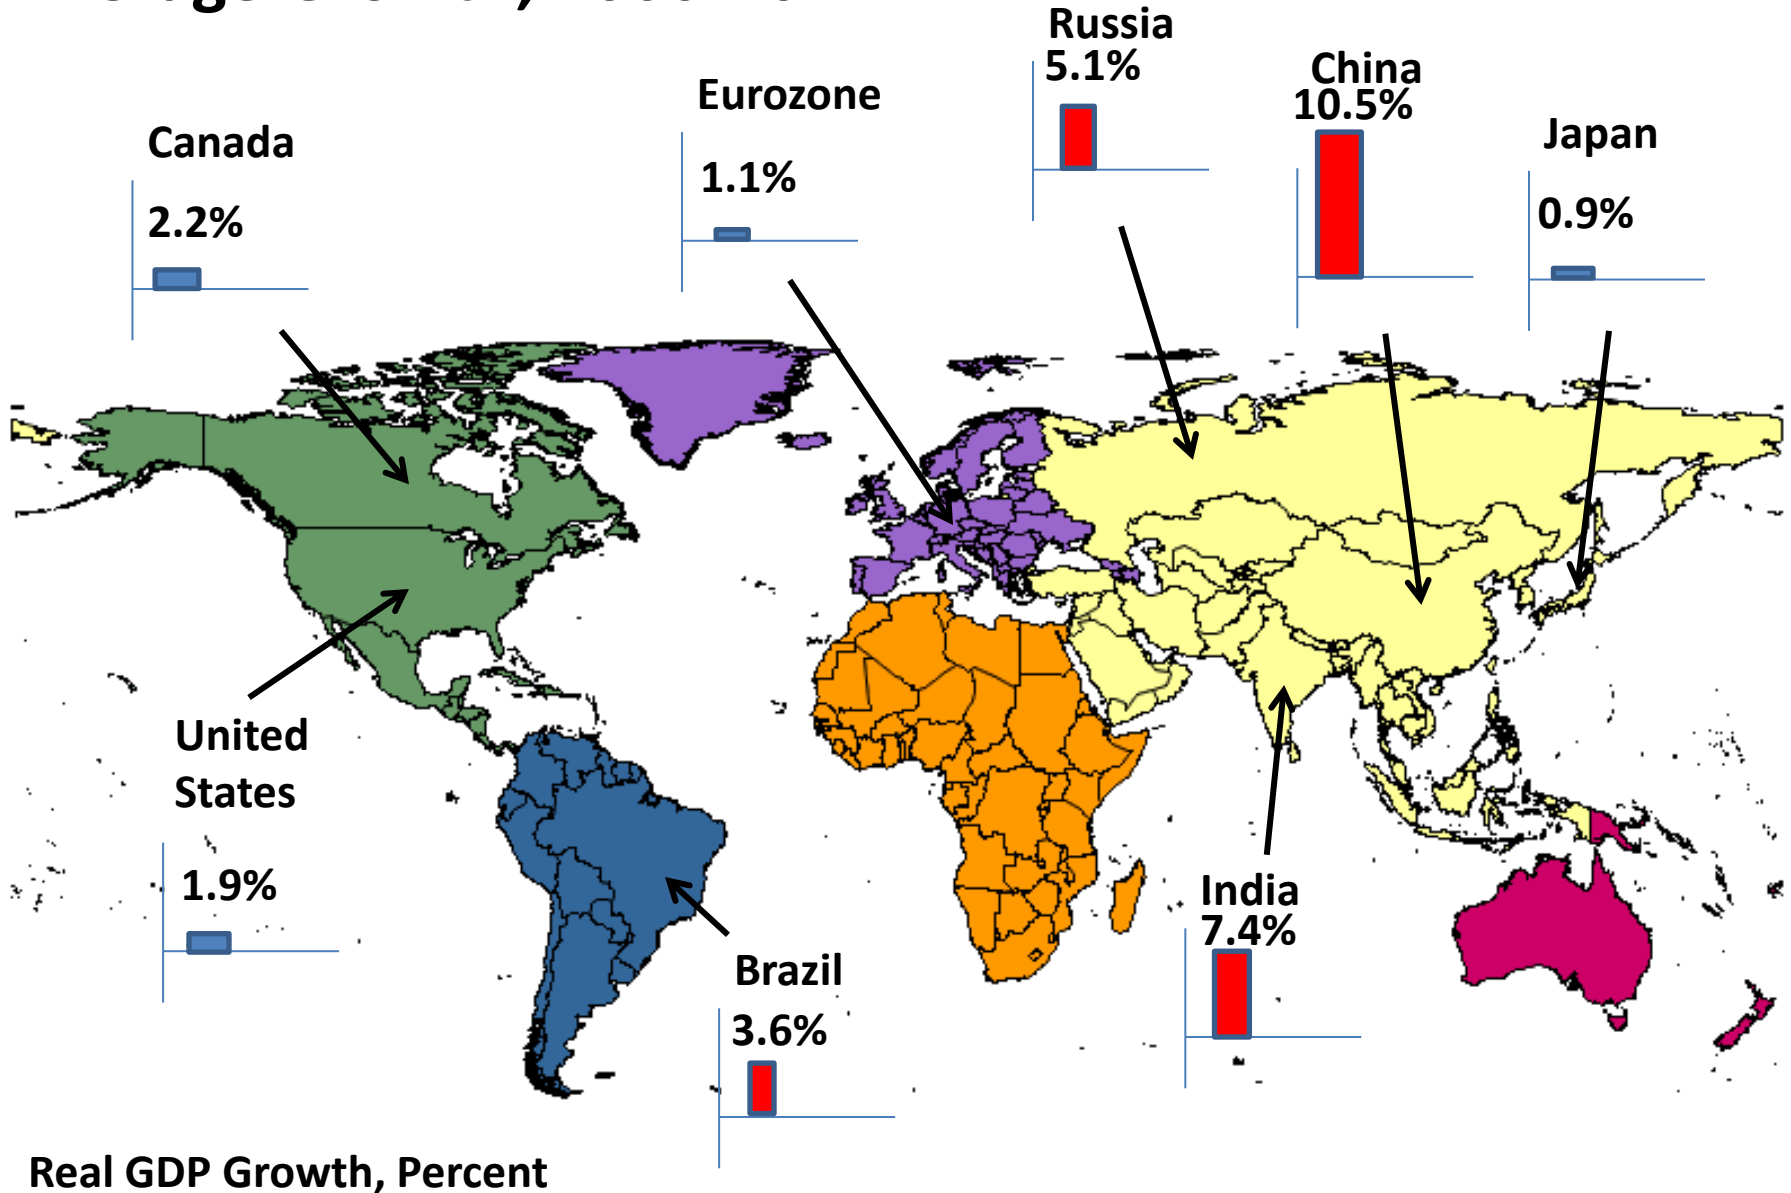 Russia
5.1%
China
10.5%
Eurozone
1.1%
Canada
2.2%
Japan
0.9%
United
States
1.9%
India
7.4%
Brazil
3.6%
Real GDP Growth, Percent